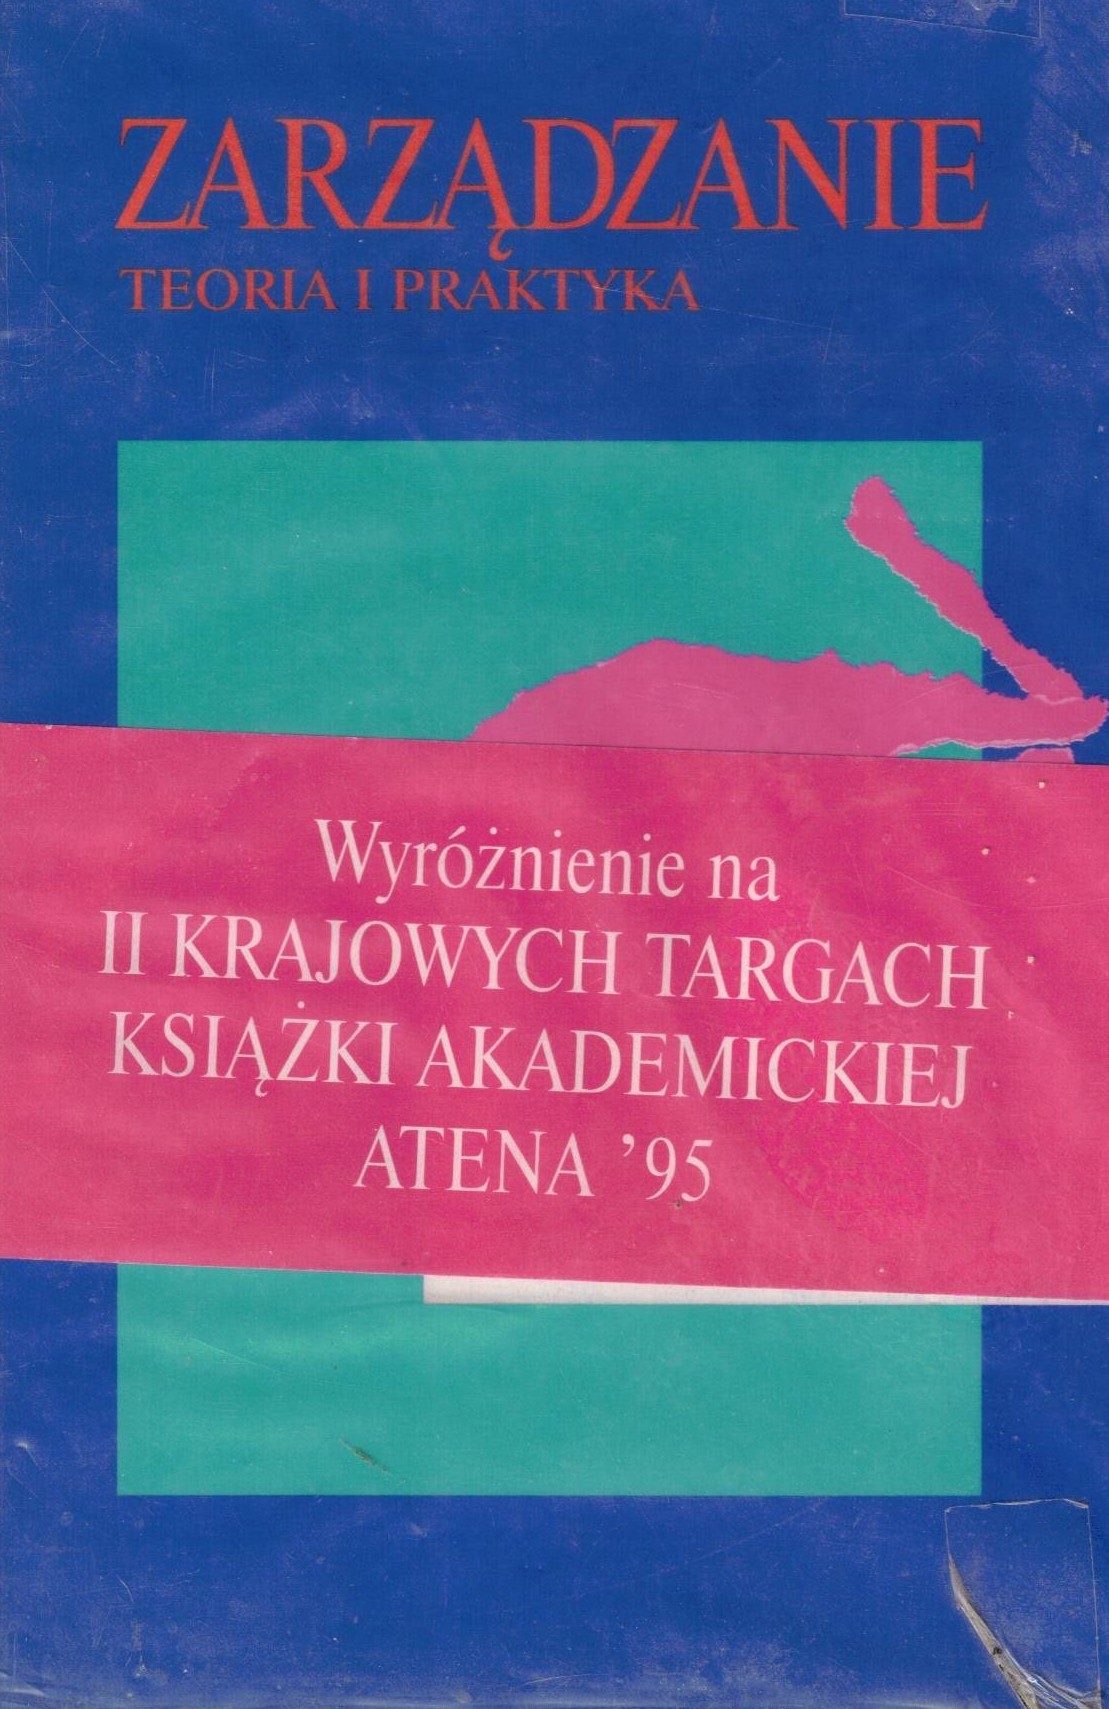 ZARZĄDZANIE
TEORIA I PRAKTYKA
Wyróżnienie na
II KRAJOWYCH TARGACH
KSIĄŻKI AKADEMICKIEJ
ATENA ’95